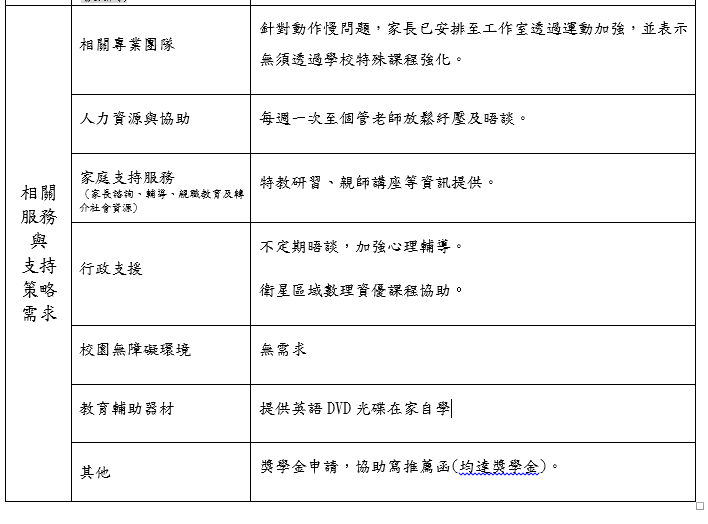 相關專業團隊
針對動作慢問題，家長已安排至工作室透過運動加強，並表示
無須透過學校特殊課程強化。
人力資源與協助
每週一次至個管老師放鬆紓壓及晤談。
家庭支持服務
（家長諮詢、輔導、親職教育及轉
介社會資源）
特教研習、親師講座等資訊提供。
相關
服務
與
支持
策略
需求
行政支援
不定期晤談，加強心理輔導。
衛星區域數理資優課程協助。
校園無障礙環境
無需求
教育輔助器材
提供英語 DVD 光碟在家自學
其他
獎學金申請，協助寫推薦函(均達獎學金)。